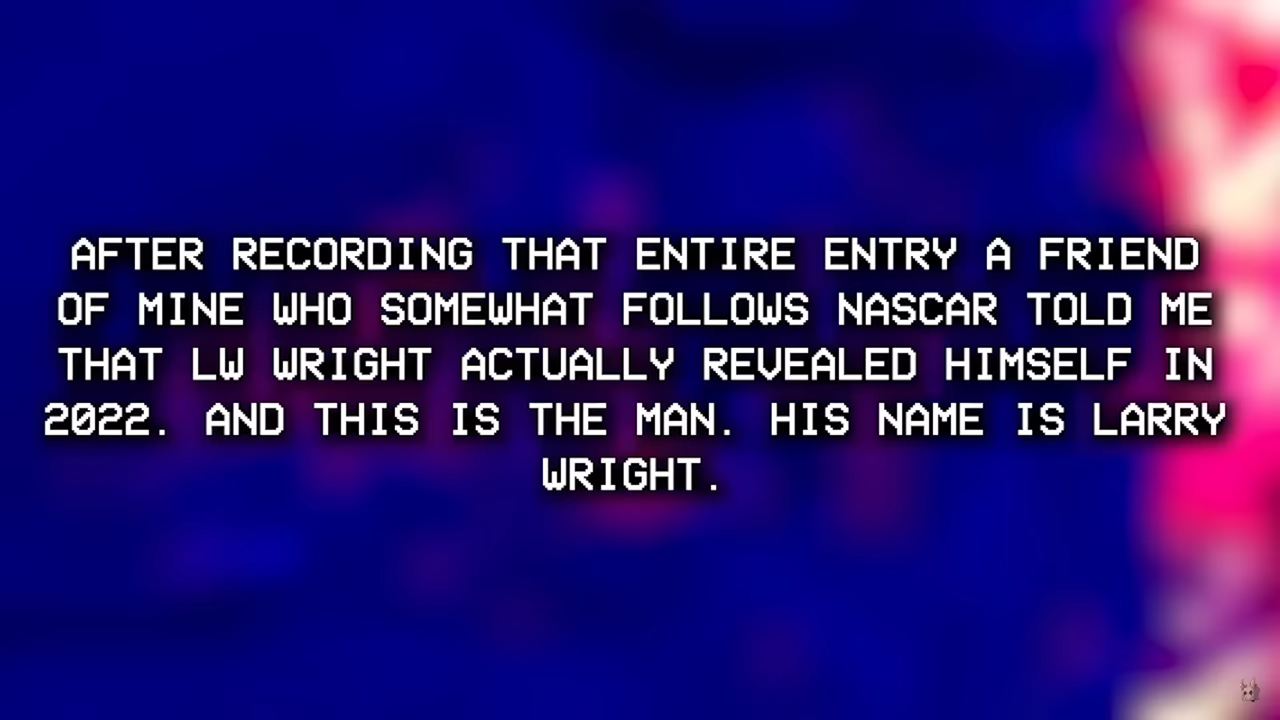 AFTER RECORDING THAT ENTIRE ENTRY A FRIEND
OF MINE WHO SOMEWHAT FOLLOWS NASCAR TOLD ME
THAT LW WRIGHT ACTUALLY REVEALED HIMSELF IN
2022. AND THIS IS THE MAN. HIS NAME IS LARRY
WRIGHT.